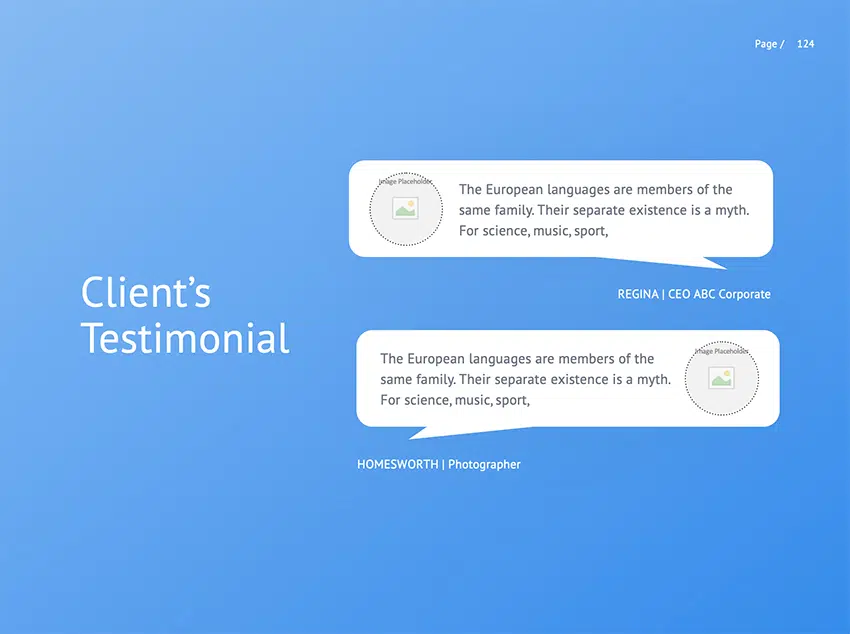 Page / 124
Client’s
Testimonial
Image Placeholder
The European languages are members of the
same family. Their separate existence is a myth.
For science, music, sport,
REGINA | CEO ABC Corporate
The European languages are members of the
same family. Their separate existence is a myth.
For science, music, sport,
Image Placeholder
HOMESWORTH | Photographer